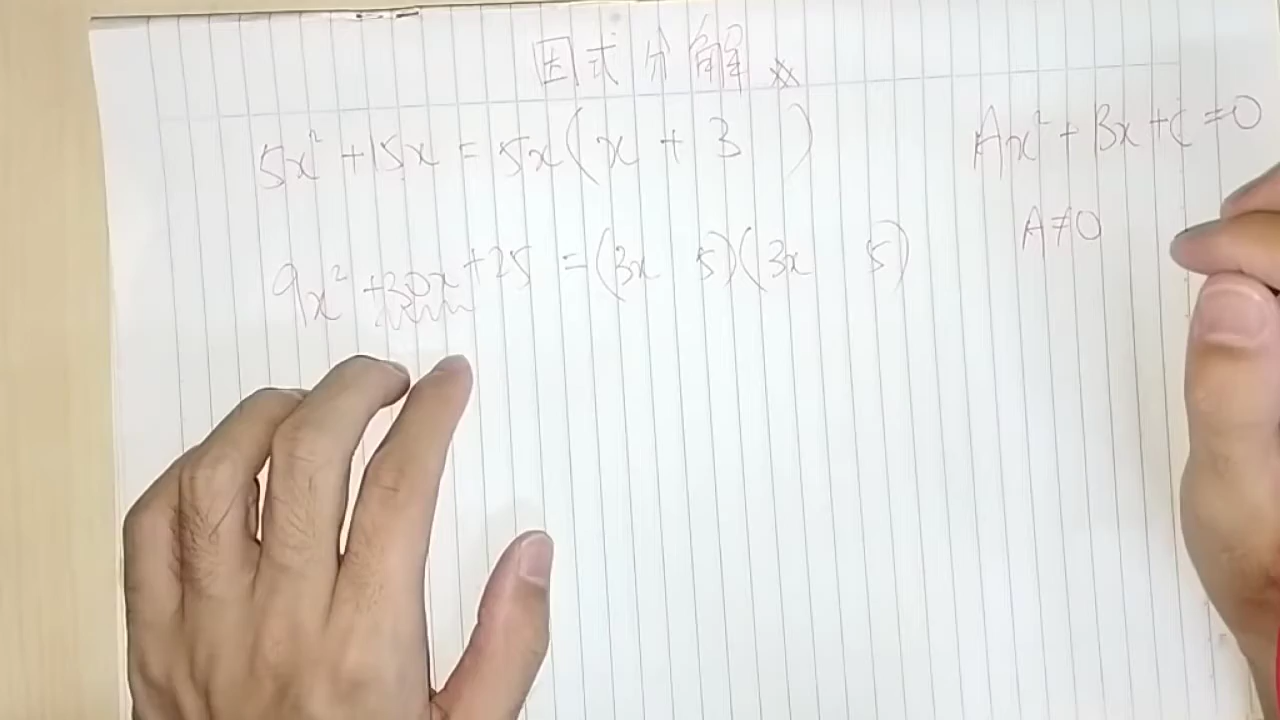 因式分解 ※
5x² + 15x = 5x ( x + 3 )
Ax² + Bx + C = 0
A ≠ 0
9x² + 30x + 25 = (3x 5)(3x 5)